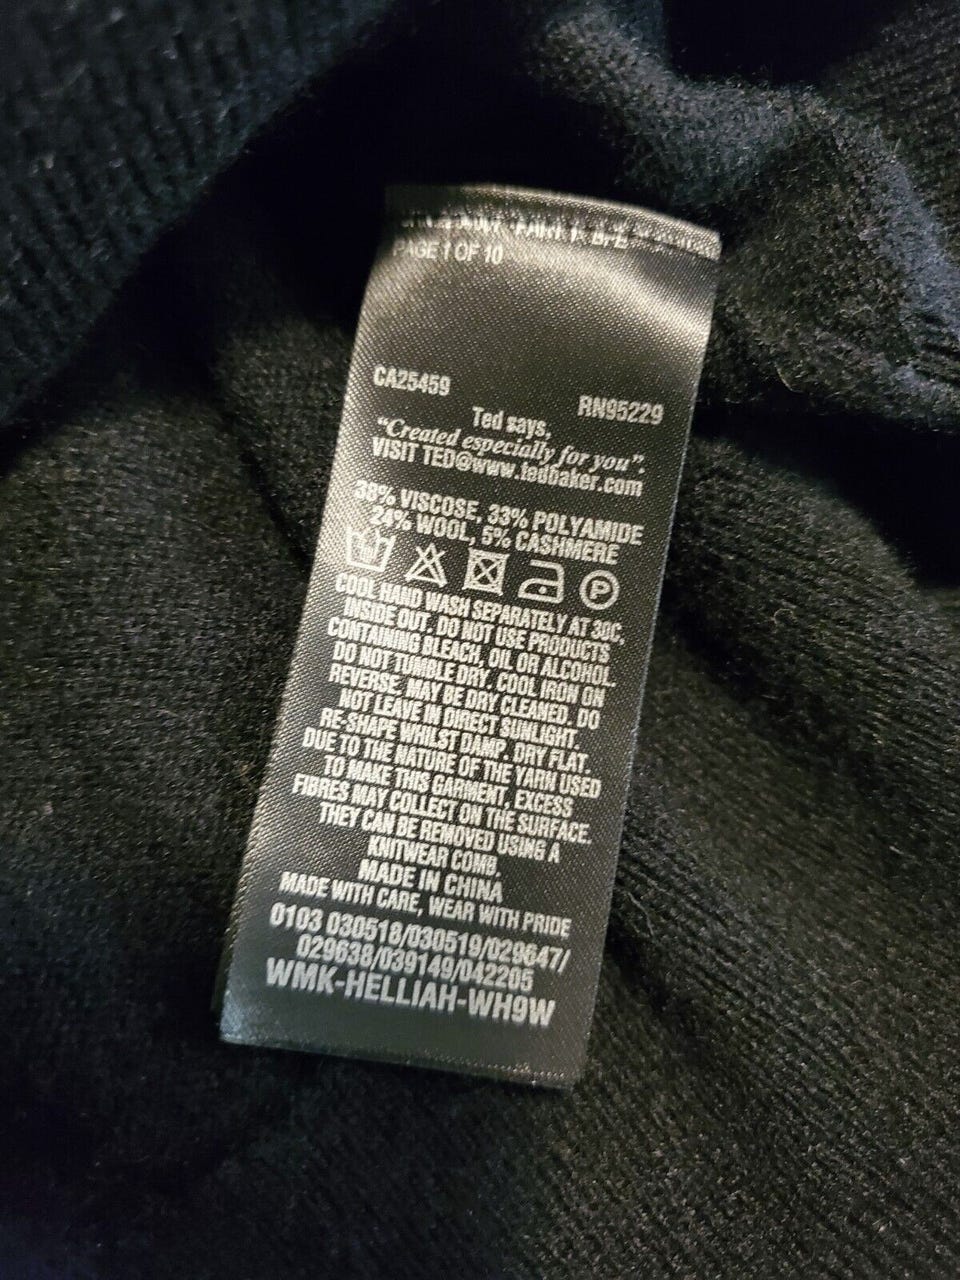 PAGE 1 OF 10
CA25459
RN95229
Ted says,
"Created especially for you".
VISIT TED@www.tedbaker.com
38% VISCOSE, 33% POLYAMIDE
24% WOOL, 5% CASHMERE
P
COOL HAND WASH SEPARATELY AT 30C,
INSIDE OUT. DO NOT USE PRODUCTS
CONTAINING BLEACH, OIL OR ALCOHOL.
DO NOT TUMBLE DRY. COOL IRON ON
REVERSE. MAY BE DRY CLEANED. DO
NOT LEAVE IN DIRECT SUNLIGHT.
RE-SHAPE WHILST DAMP. DRY FLAT.
DUE TO THE NATURE OF THE YARN USED
TO MAKE THIS GARMENT, EXCESS
FIBRES MAY COLLECT ON THE SURFACE.
THEY CAN BE REMOVED USING A
KNITWEAR COMB.
MADE IN CHINA
MADE WITH CARE, WEAR WITH PRIDE
0103 030518/030519/029647/
029638/039149/042205
WMK-HELLIAH-WH9W